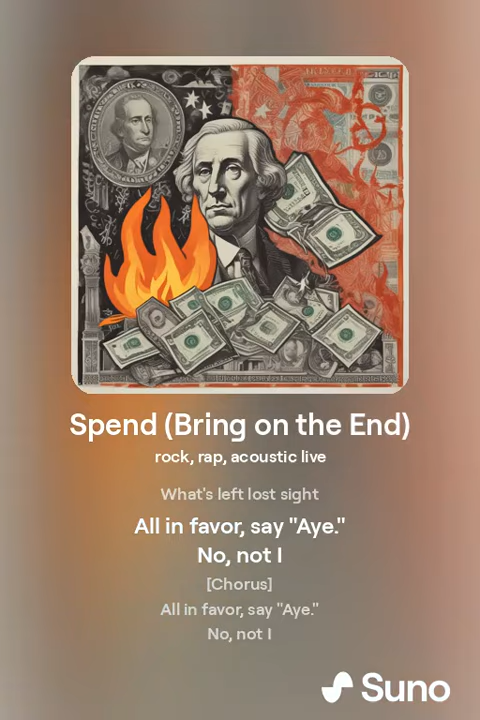 Spend (Bring on the End)
rock, rap, acoustic live
What's left lost sight
All in favor, say "Aye."
No, not I
[Chorus]
All in favor, say "Aye."
No, not I
Suno